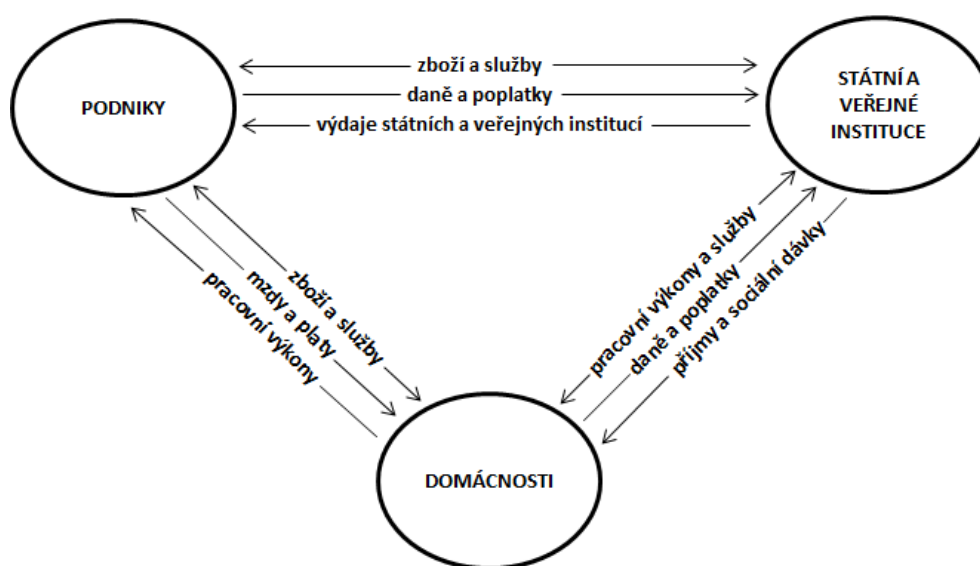 zboží a služby
STÁTNÍ A
VEŘEJNÉ
INSTITUCE
PODNIKY
daně a poplatky
výdaje státních a veřejných institucí
zboží a služby
mzdy a platy
pracovní výkony
pracovní výkony a služby
daně a poplatky
příjmy a sociální dávky
DOMÁCNOSTI